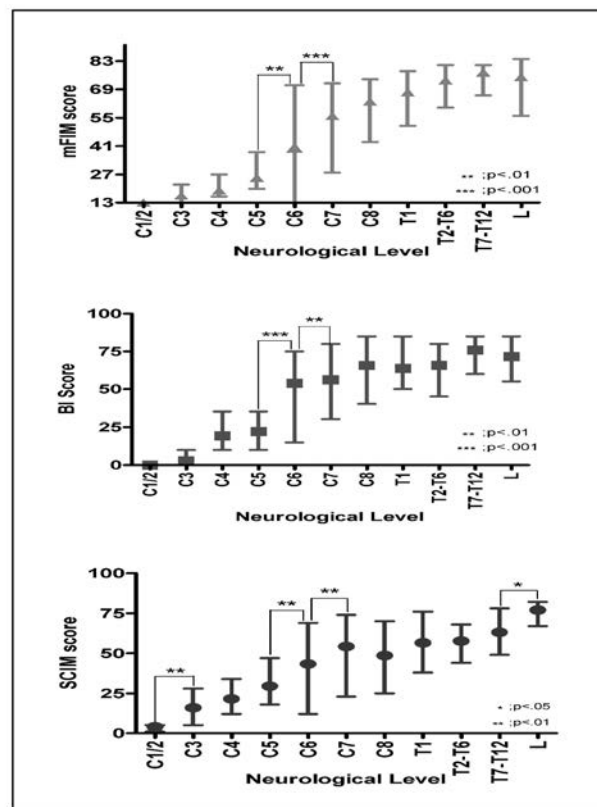 mFIM score
83
69
55
41
27
13
**
***
** ;p<.01
*** ;p<.001
C1/2 C3 C4 C5 C6 C7 C8 T1 T2-T6 T7-T12 L
Neurological Level
BI Score
100
75
50
25
0
***
**
** ;p<.01
*** ;p<.001
C1/2 C3 C4 C5 C6 C7 C8 T1 T2-T6 T7-T12 L
Neurological Level
SCIM score
100
75
50
25
0
**
**
**
*
* ;p<.05
** ;p<.01
C1/2 C3 C4 C5 C6 C7 C8 T1 T2-T6 T7-T12 L
Neurological Level